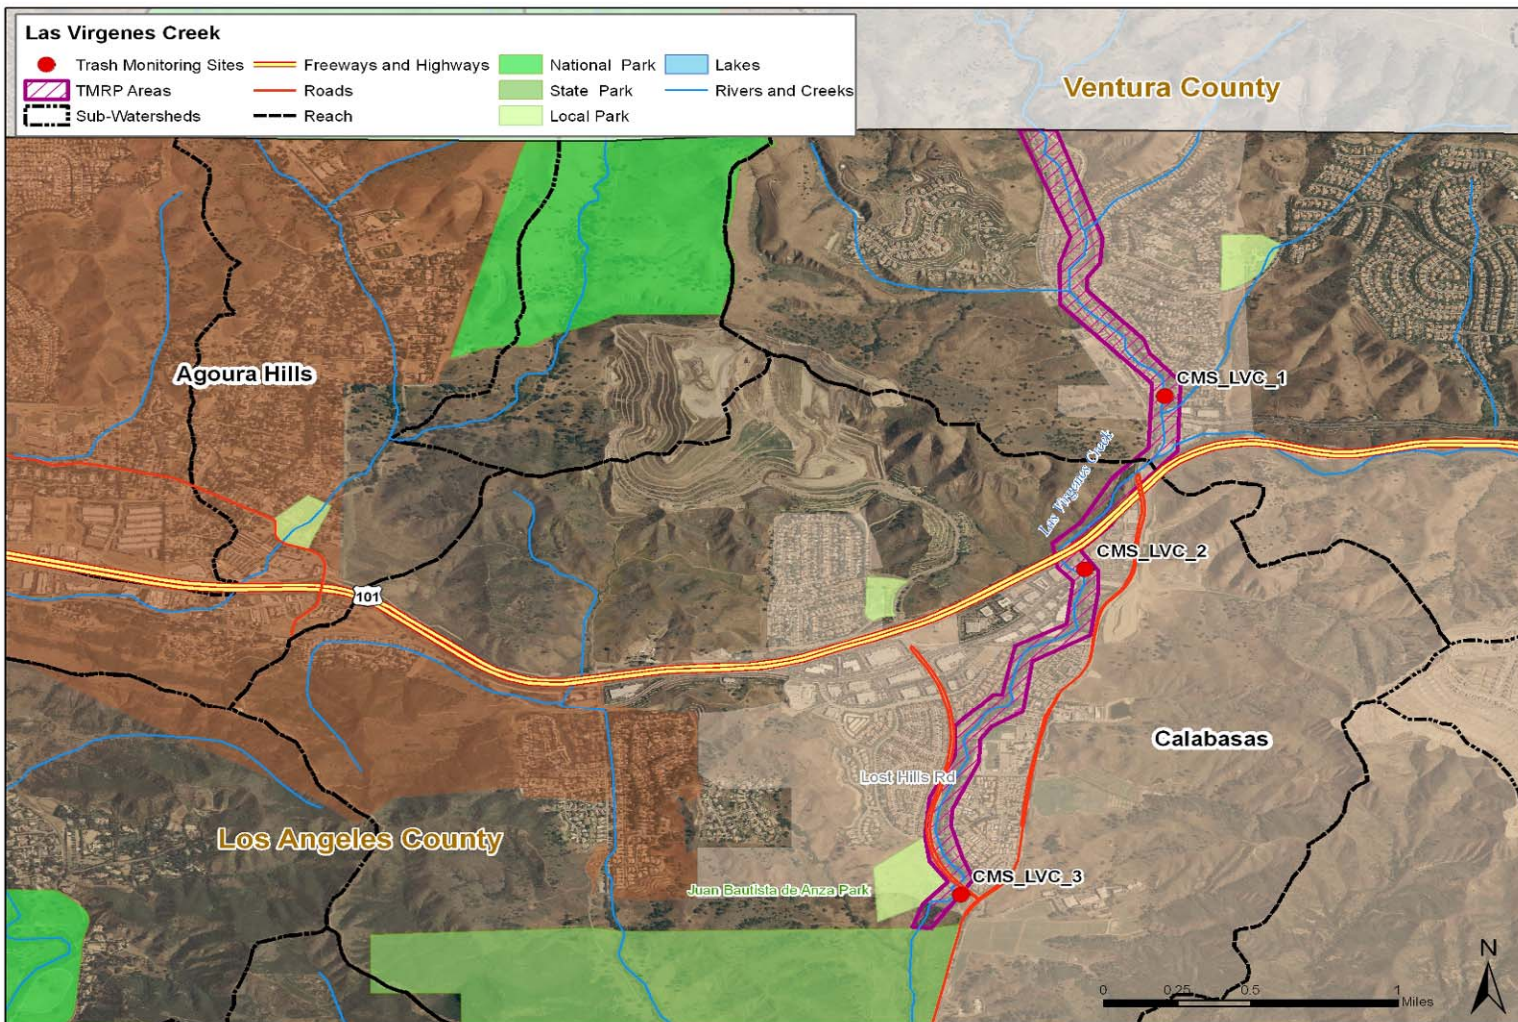 Las Virgenes Creek
Trash Monitoring Sites
Freeways and Highways
National Park
Lakes
TMRP Areas
Roads
State Park
Rivers and Creeks
Sub-Watersheds
Reach
Local Park
Ventura County
Agoura Hills
CMS_LVC_1
Las Virgenes Creek
CMS_LVC_2
101
Calabasas
Lost Hills Rd
Los Angeles County
Juan Bautista de Anza Park
CMS_LVC_3
N
0 0.25 0.5 1
Miles